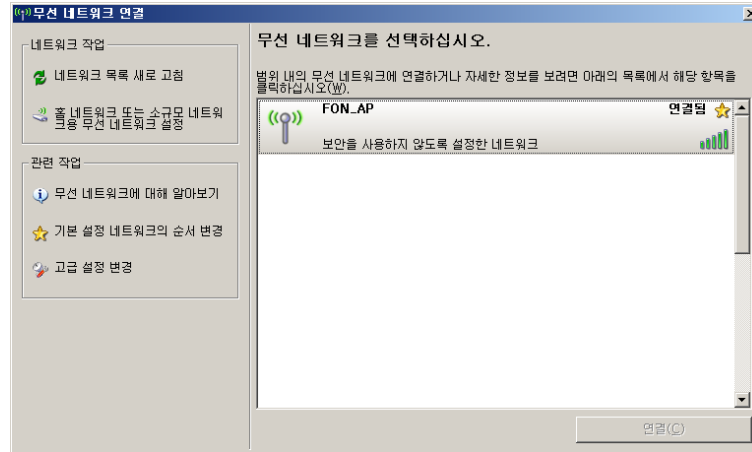 무선 네트워크 연결
네트워크 작업
네트워크 목록 새로 고침
홈 네트워크 또는 소규모 네트워
크용 무선 네트워크 설정
관련 작업
무선 네트워크에 대해 알아보기
기본 설정 네트워크의 순서 변경
고급 설정 변경
무선 네트워크를 선택하십시오.
범위 내의 무선 네트워크에 연결하거나 자세한 정보를 보려면 아래의 목록에서 해당 항목을
클릭하십시오(W).
FON_AP 연결됨
보안을 사용하지 않도록 설정한 네트워크
연결(C)